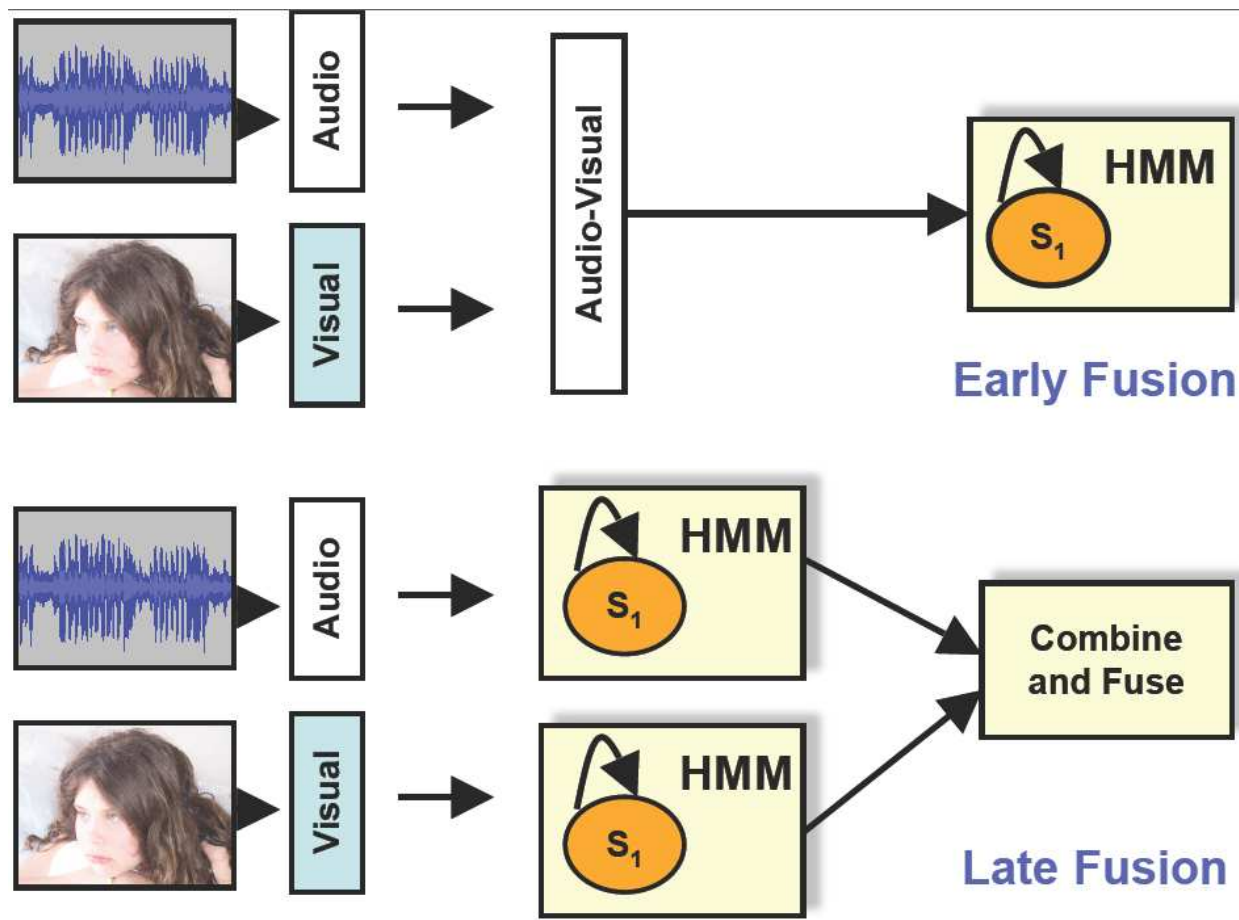 Audio
Visual
Audio-Visual
HMM
S₁
Early Fusion
Audio
Visual
HMM
S₁
HMM
S₁
Combine
and Fuse
Late Fusion